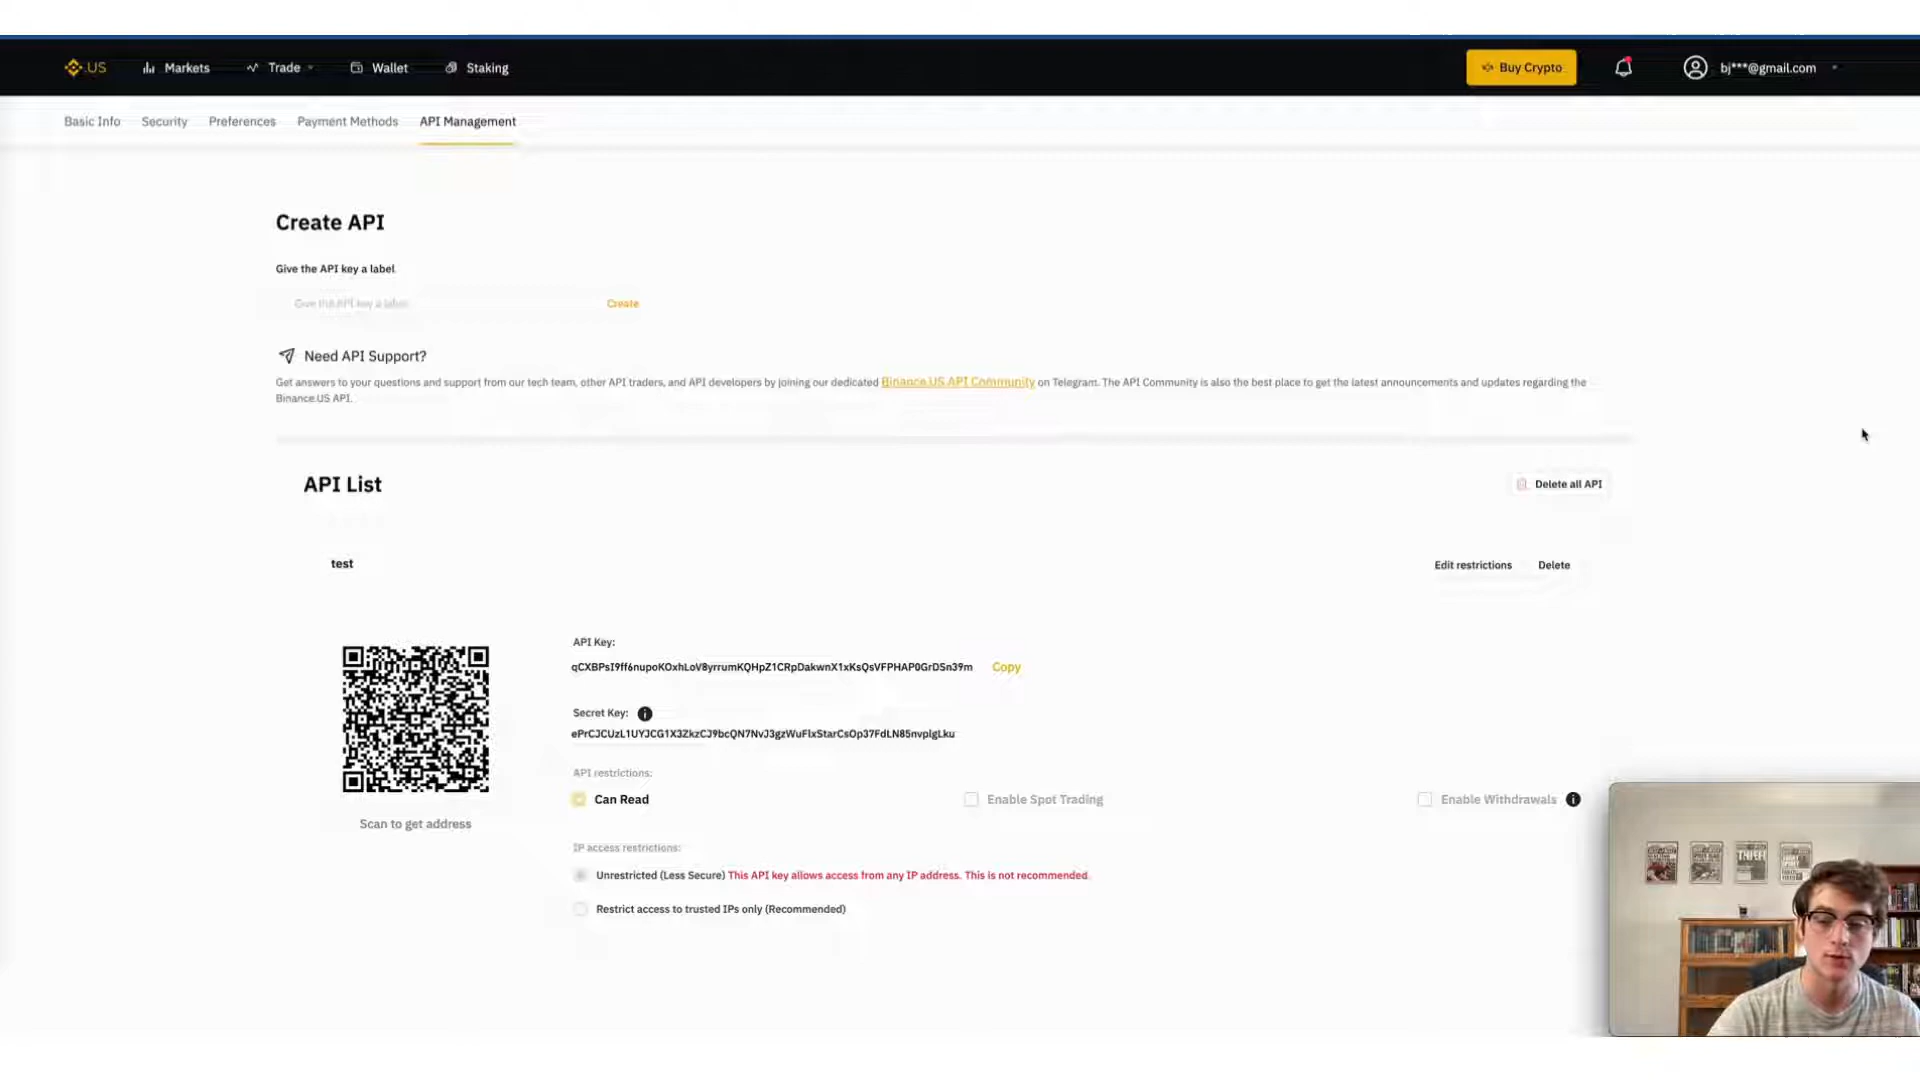 .US Markets Trade Wallet Staking Buy Crypto bj***@gmail.com
Basic Info Security Preferences Payment Methods API Management
Create API
Give the API key a label
Give the API key a label Create
Need API Support?
Get answers to your questions and support from our tech team, other API traders, and API developers by joining our dedicated Binance.US API Community on Telegram. The API Community is also the best place to get the latest announcements and updates regarding the
Binance.US API.
API List Delete all API
test Edit restrictions Delete
API Key:
Copy
Secret Key:
API restrictions:
Can Read Enable Spot Trading Enable Withdrawals
Scan to get address
IP access restrictions:
Unrestricted (Less Secure) This API key allows access from any IP address. This is not recommended.
Restrict access to trusted IPs only (Recommended)
THIEF